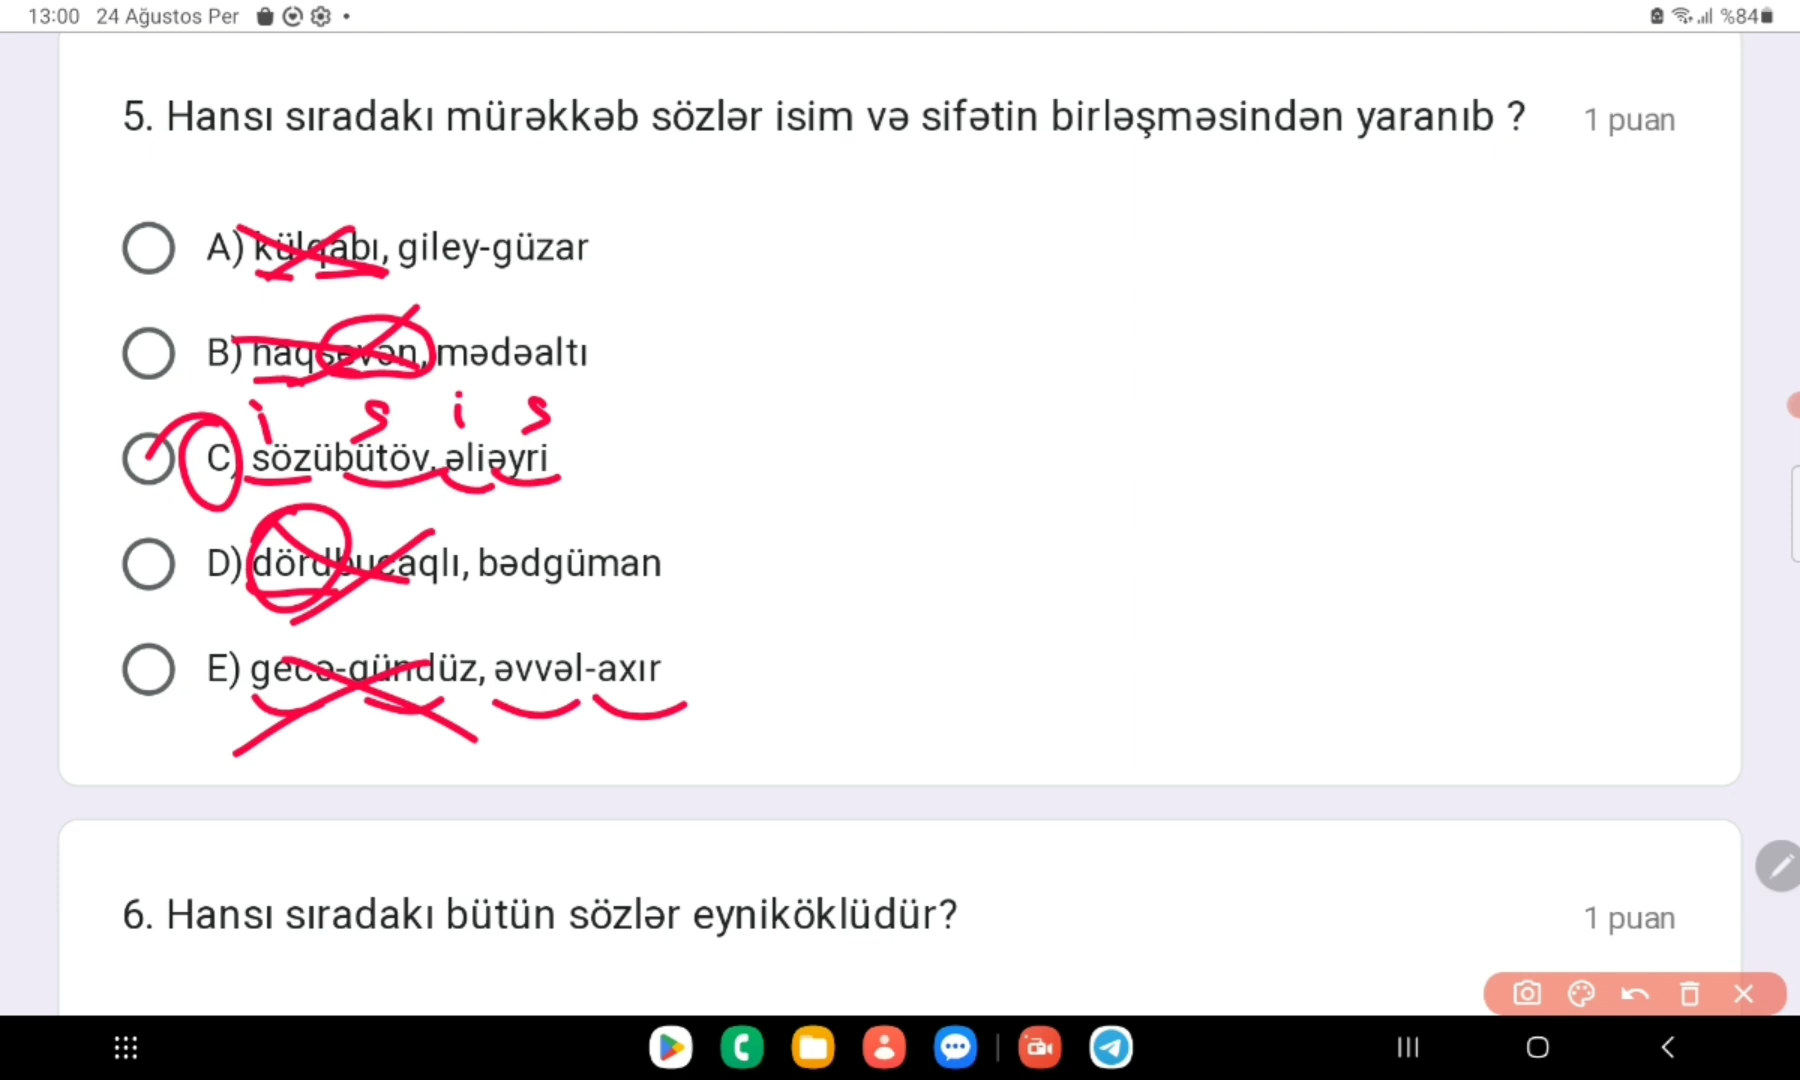 13:00 24 Ağustos Per %84
5. Hansı sıradakı mürəkkəb sözlər isim və sifətin birləşməsindən yaranıb ? 1 puan
A) külqabı, giley-güzar
B) haqsevən, mədəaltı
i s i s
C) sözübütöv, əliəyri
D) dördbucaqlı, bədgüman
E) gecə-gündüz, əvvəl-axır
6. Hansı sıradakı bütün sözlər eyniköklüdür? 1 puan